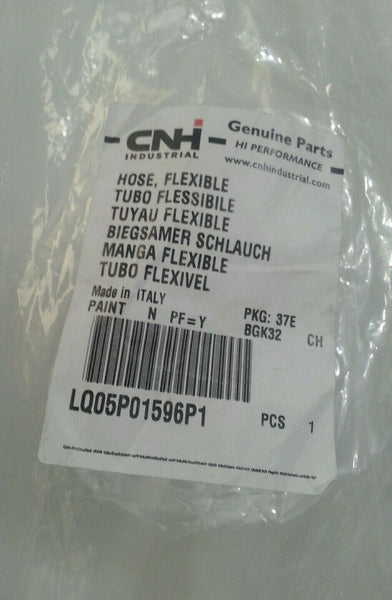 CNH
INDUSTRIAL
Genuine Parts
HI PERFORMANCE
www.cnhindustrial.com
HOSE, FLEXIBLE
TUBO FLESSIBILE
TUYAU FLEXIBLE
BIEGSAMER SCHLAUCH
MANGA FLEXIBLE
TUBO FLEXIVEL
Made in ITALY
PAINT N PF=Y
PKG: 37E
BGK32 CH
LQ05P01596P1
PCS 1